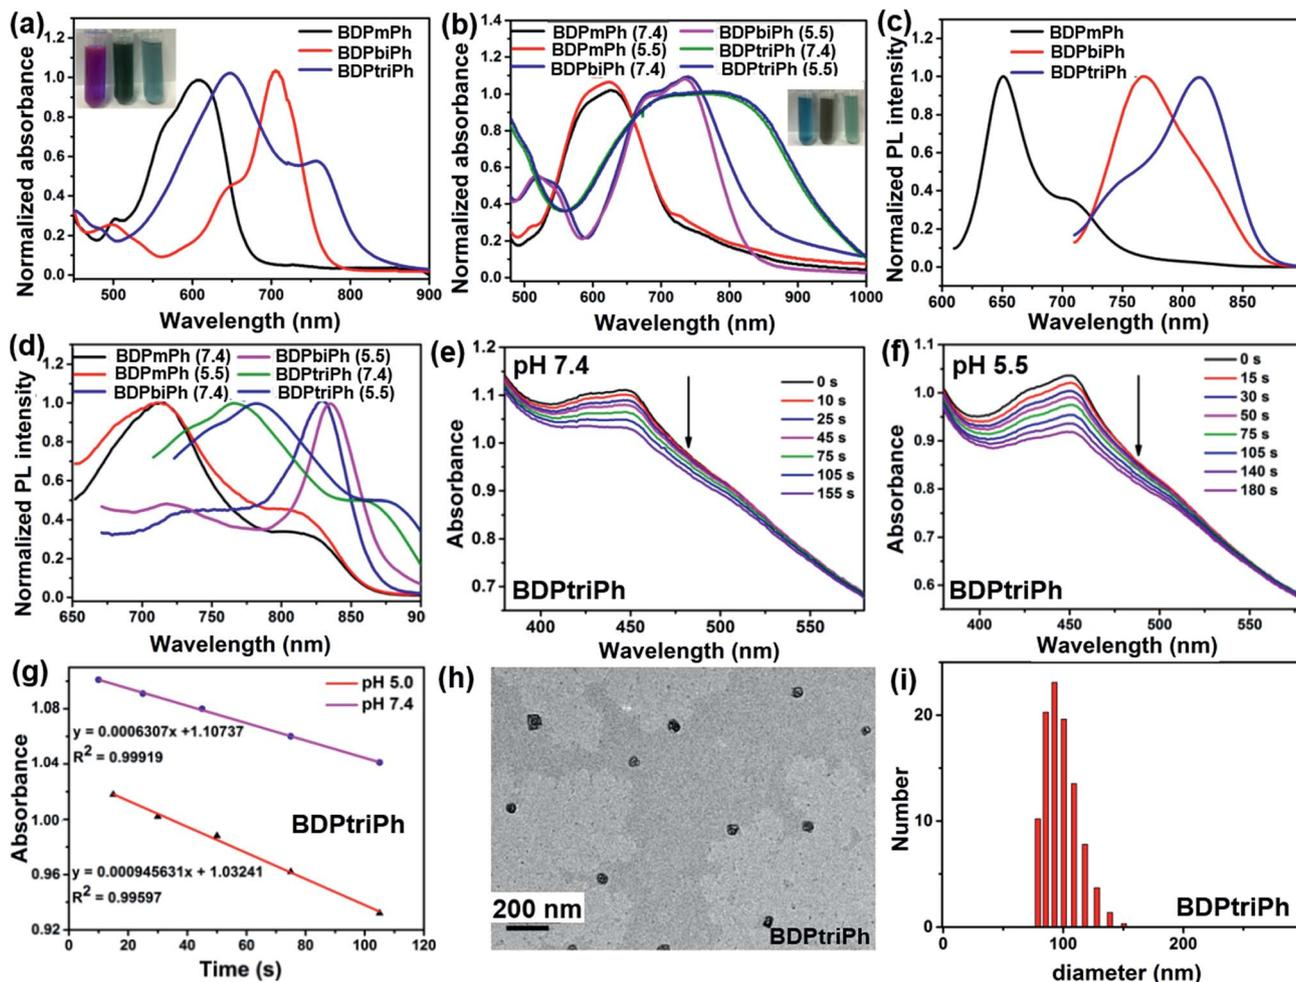 (a)
BDPmPh
BDPbiPh
BDPtriPh
1.2
1.0
0.8
0.6
0.4
0.2
0.0
500 600 700 800 900
Normalized absorbance
Wavelength (nm)
(b)
BDPmPh (7.4) BDPbiPh (5.5)
BDPmPh (5.5) BDPtriPh (7.4)
BDPbiPh (7.4) BDPtriPh (5.5)
1.4
1.2
1.0
0.8
0.6
0.4
0.2
0.0
500 600 700 800 900 1000
Normalized absorbance
Wavelength (nm)
(c)
BDPmPh
BDPbiPh
BDPtriPh
1.2
1.0
0.8
0.6
0.4
0.2
0.0
600 650 700 750 800 850
Normalized PL intensity
Wavelength (nm)
(d)
BDPmPh (7.4) BDPbiPh (5.5)
BDPmPh (5.5) BDPtriPh (7.4)
BDPbiPh (7.4) BDPtriPh (5.5)
1.2
1.0
0.8
0.6
0.4
0.2
0.0
650 700 750 800 850 900
Normalized PL intensity
Wavelength (nm)
(e)
pH 7.4
0 s
10 s
25 s
45 s
75 s
105 s
155 s
1.2
1.1
1.0
0.9
0.8
0.7
BDPtriPh
400 450 500 550
Absorbance
Wavelength (nm)
(f)
pH 5.5
0 s
15 s
30 s
50 s
75 s
105 s
140 s
180 s
1.1
1.0
0.9
0.8
0.7
0.6
BDPtriPh
400 450 500 550
Absorbance
Wavelength (nm)
(g)
pH 5.0
pH 7.4
1.08
1.04
1.00
0.96
0.92
y = 0.0006307x +1.10737
R2 = 0.99919
BDPtriPh
y = 0.000945631x + 1.03241
R2 = 0.99597
0 20 40 60 80 100 120
Absorbance
Time (s)
(h)
200 nm
BDPtriPh
(i)
20
10
0
BDPtriPh
0 100 200
Number
diameter (nm)